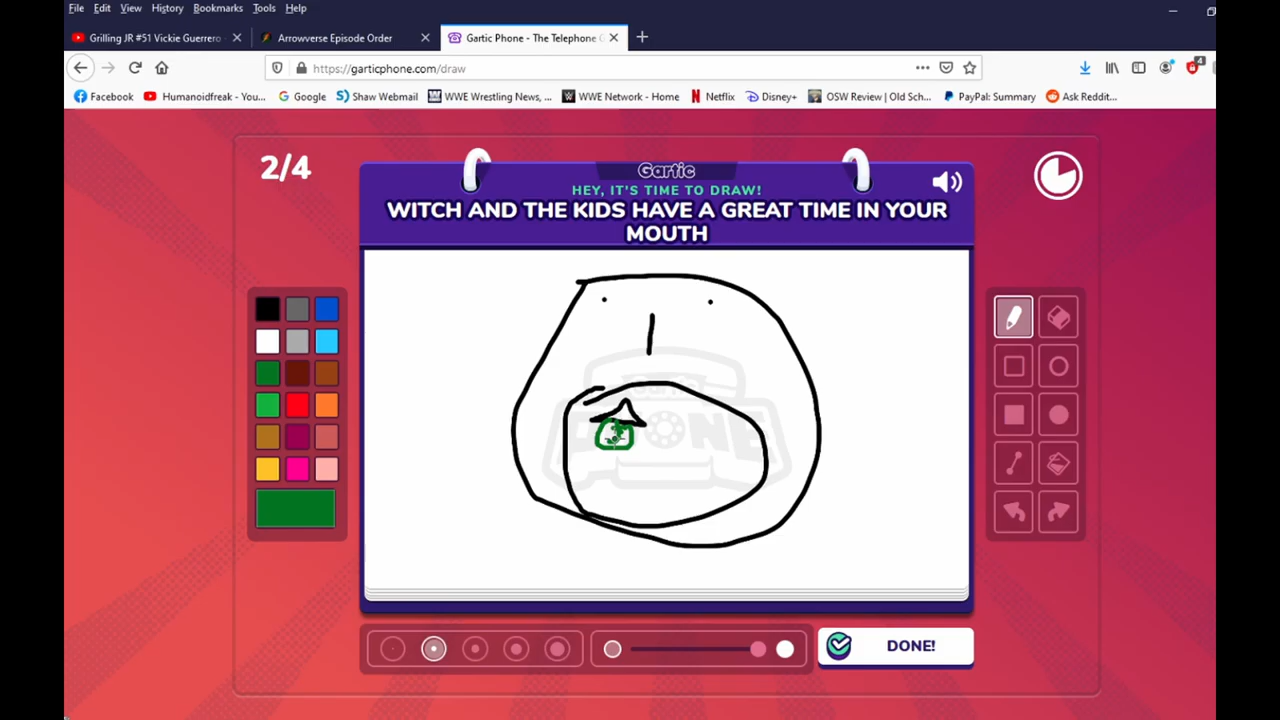 File Edit View History Bookmarks Tools Help
Grilling JR #51 Vickie Guerrero - Arrowverse Episode Order Gartic Phone - The Telephone G
https://garticphone.com/draw
Facebook Humanoidfreak - You... Google Shaw Webmail WWE Wrestling News, ... WWE Network - Home Netflix Disney+ OSW Review | Old Sch... PayPal: Summary Ask Reddit...
4
2/4
Gartic
HEY, IT'S TIME TO DRAW!
WITCH AND THE KIDS HAVE A GREAT TIME IN YOUR
MOUTH
Gartic
PHONE
DONE!